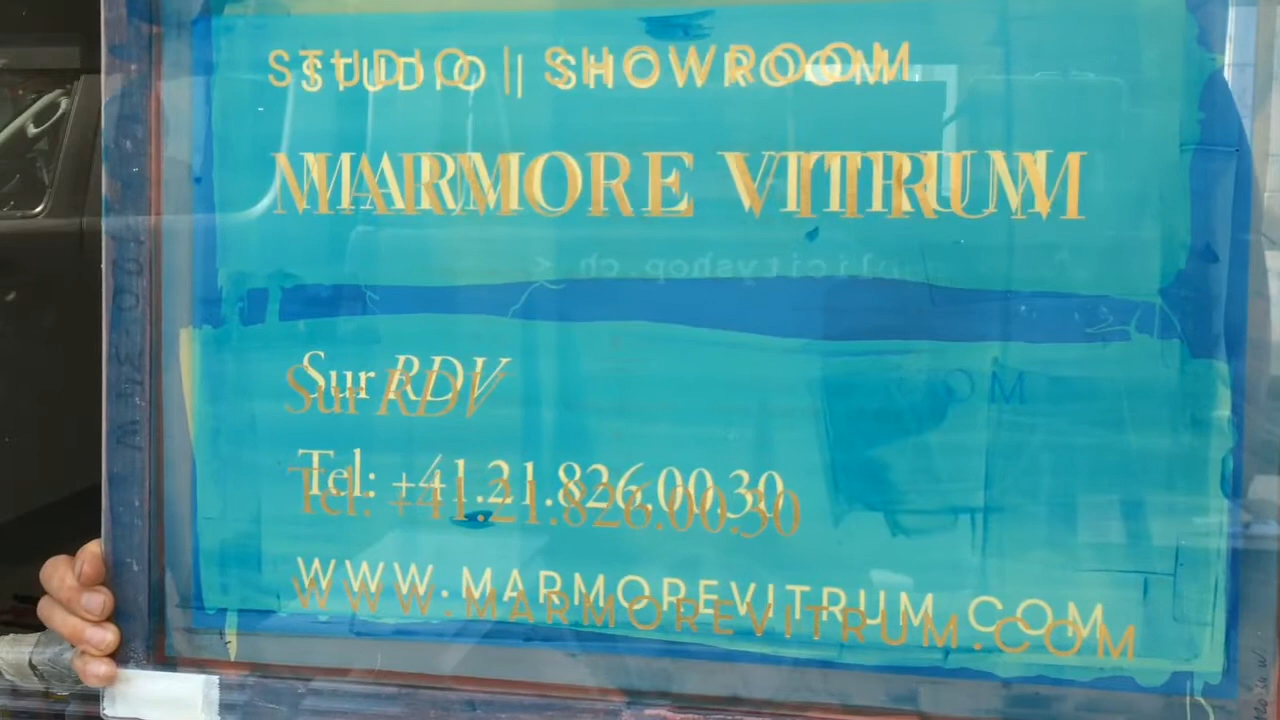 STUDIO || SHOWROOM
MARMORE VITRUM
Sur RDV
Tel: +41.21.826.00.30
WWW.MARMOREVITRUM.COM